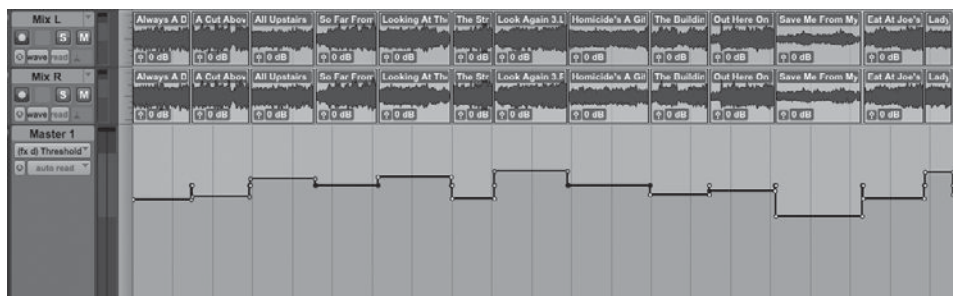 Mix L
Always A D
A Cut Above
All Upstairs
So Far From
Looking At The
The Str
Look Again 3.L
Homicide's A Gif
The Buildin
Out Here On
Save Me From My
Eat At Joe's
Lady
S M
wave read
0 dB 0 dB 0 dB 0 dB 0 dB 0 dB 0 dB 0 dB 0 dB 0 dB 0 dB 0 dB
Mix R
Always A D
A Cut Abov
All Upstairs
So Far From
Looking At The
The Str
Look Again 3.F
Homicide's A Gif
The Buildin
Out Here On
Save Me From My
Eat At Joe's
Lady
S M
wave read
0 dB 0 dB 0 dB 0 dB 0 dB 0 dB 0 dB 0 dB 0 dB 0 dB 0 dB 0 dB
Master 1
(fx d) Threshold
auto read